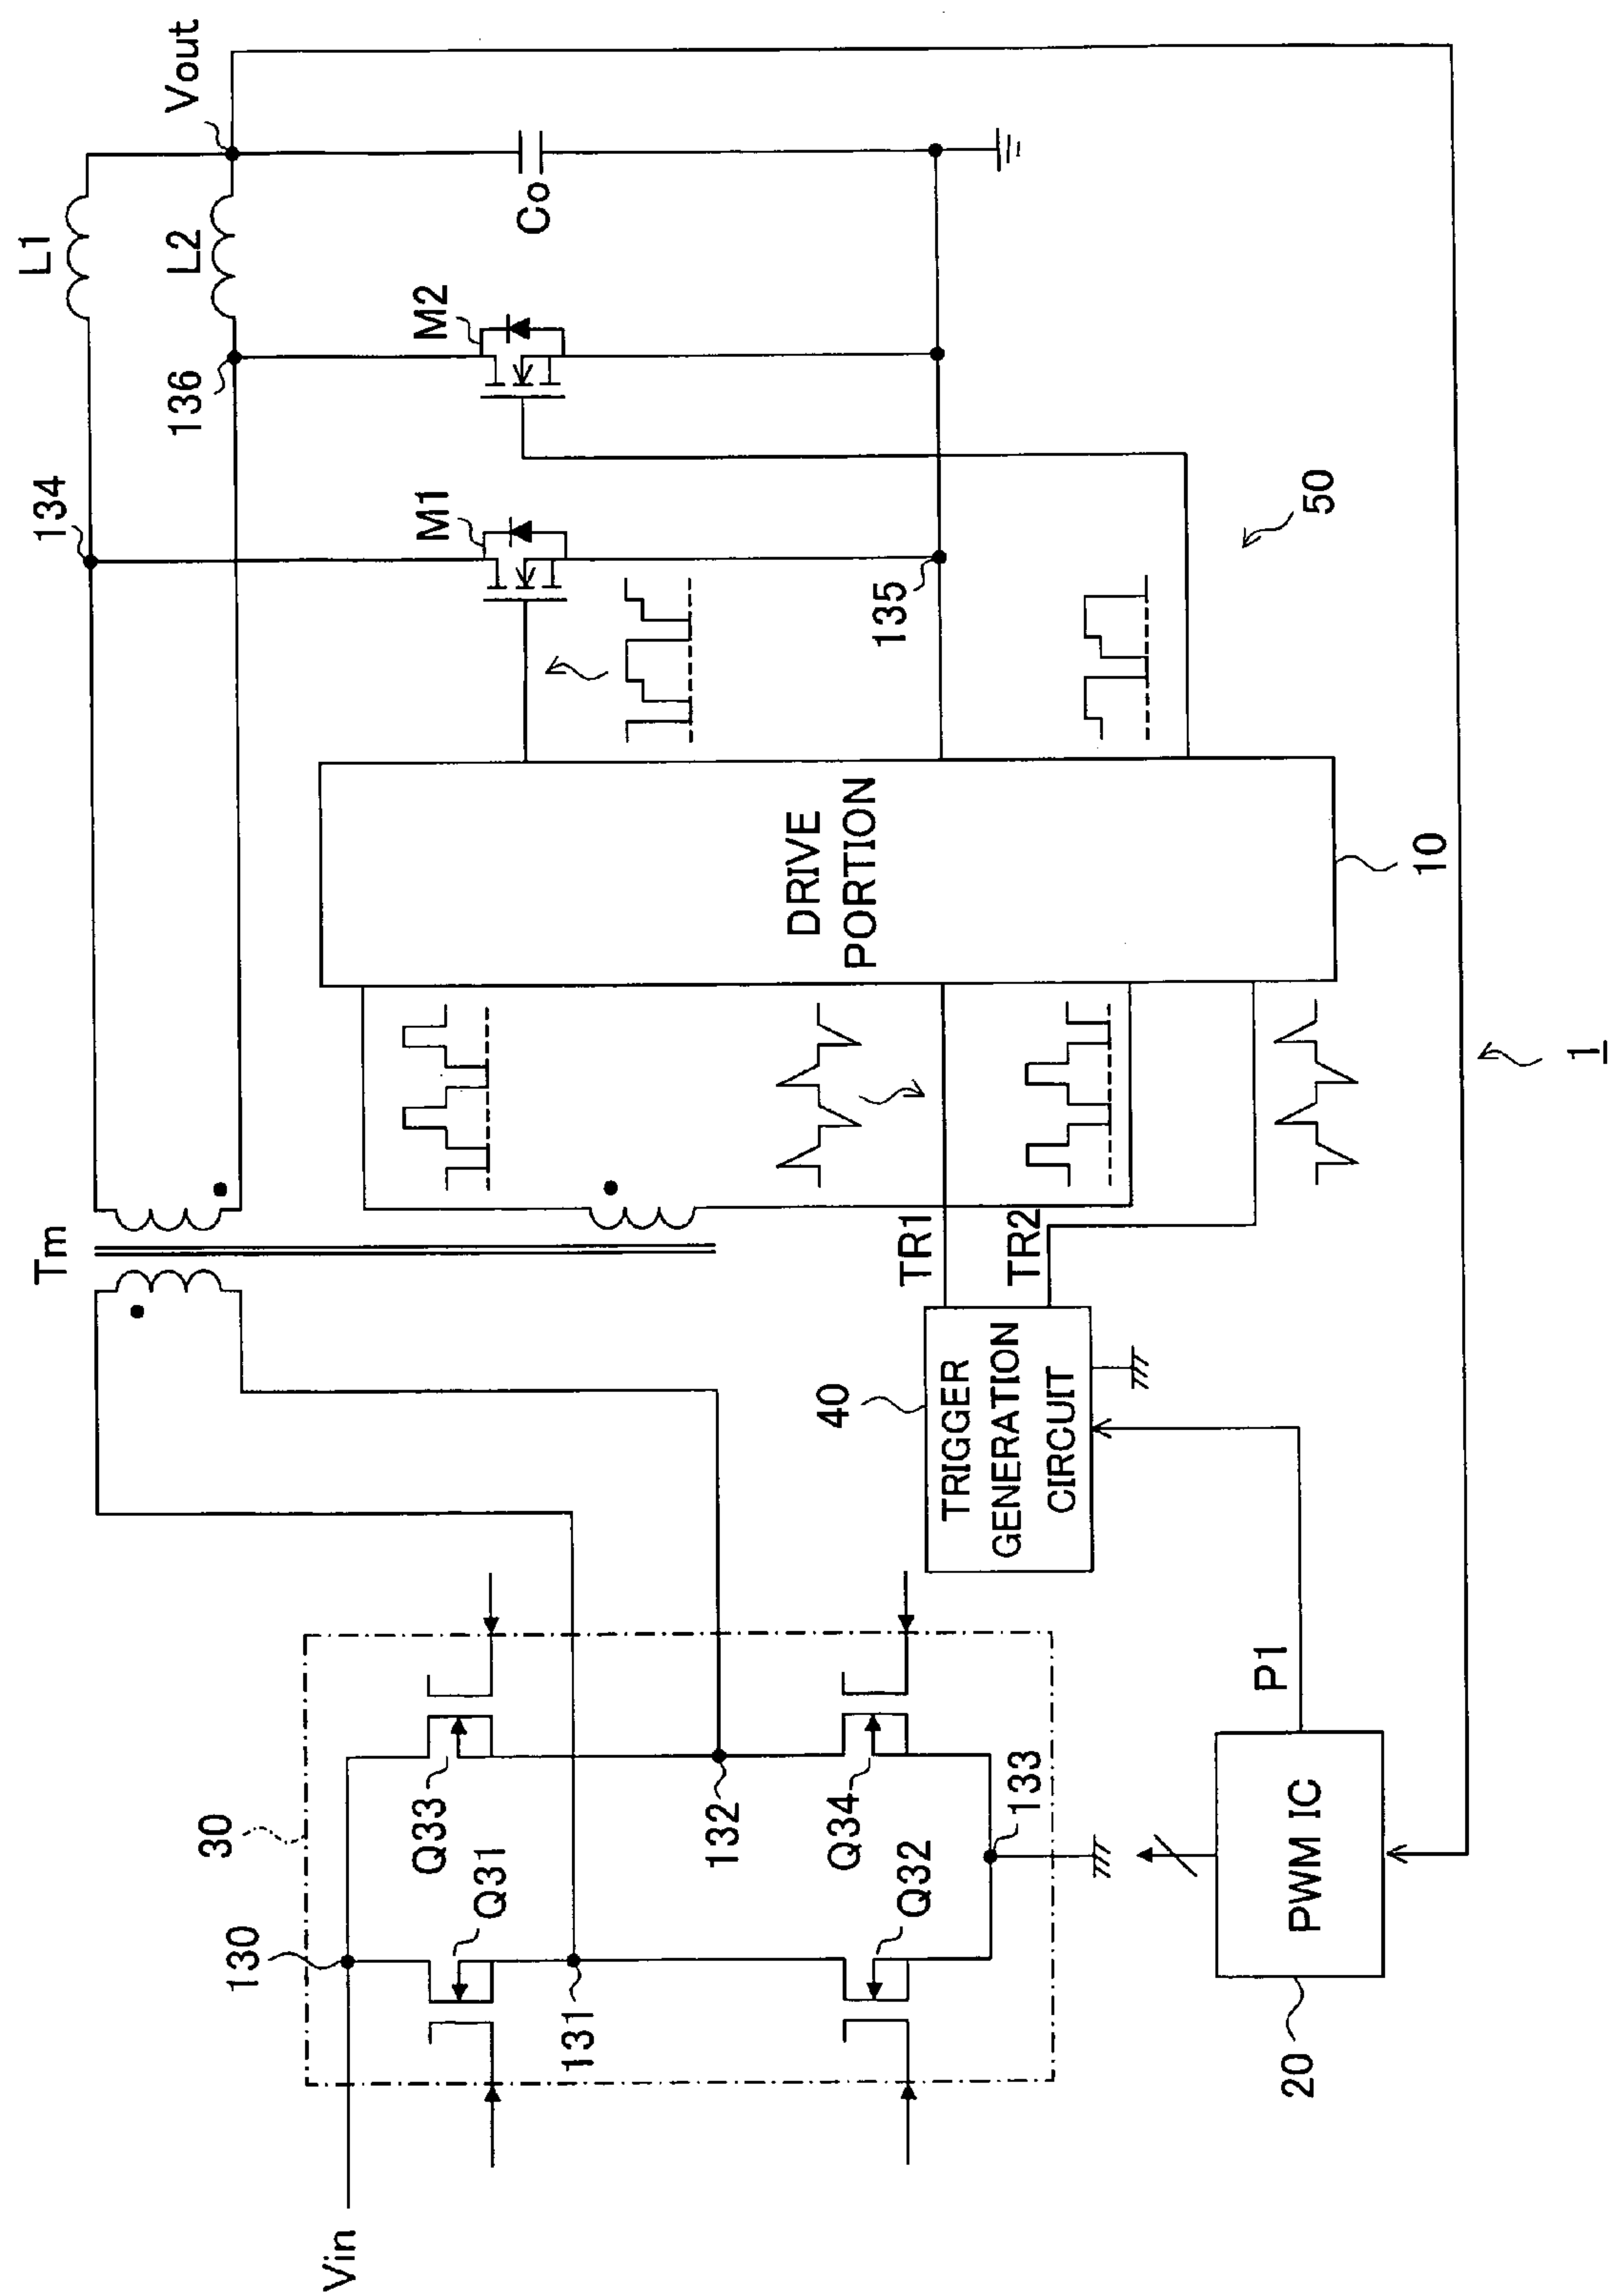 Vin
130
30
Q31
Q33
131
132
Q32
Q34
133
20
PWM IC
P1
40
TRIGGER
GENERATION
CIRCUIT
TR1
TR2
Tm
DRIVE
PORTION
10
1
50
134
135
136
M1
M2
L1
L2
Co
Vout